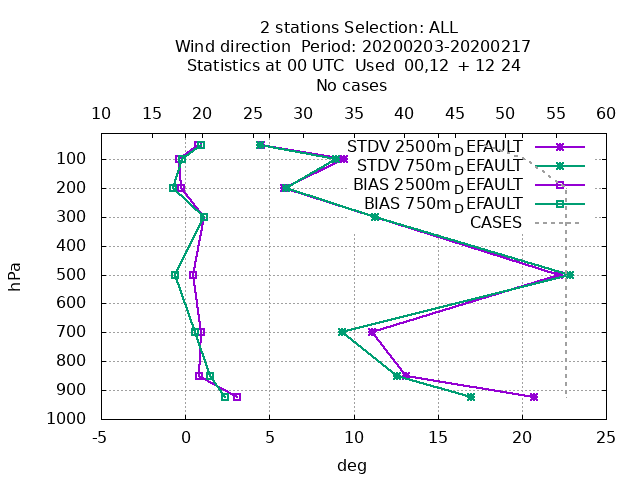 2 stations Selection: ALL
Wind direction  Period: 20200203-20200217
Statistics at 00 UTC  Used  00,12  + 12 24
No cases
10 15 20 25 30 35 40 45 50 55 60
STDV 2500m_DEFAULT
STDV 750m_DEFAULT
BIAS 2500m_DEFAULT
BIAS 750m_DEFAULT
CASES
100
200
300
400
500
600
700
800
900
1000
hPa
-5 0 5 10 15 20 25
deg